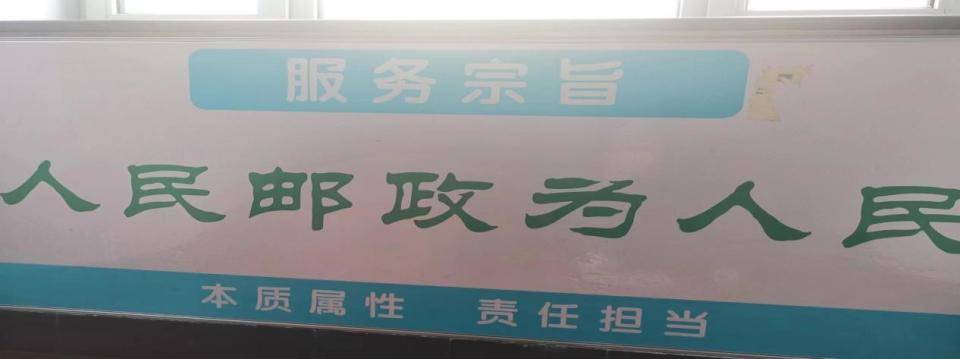 服务宗旨
人民邮政为人民
本质属性 责任担当